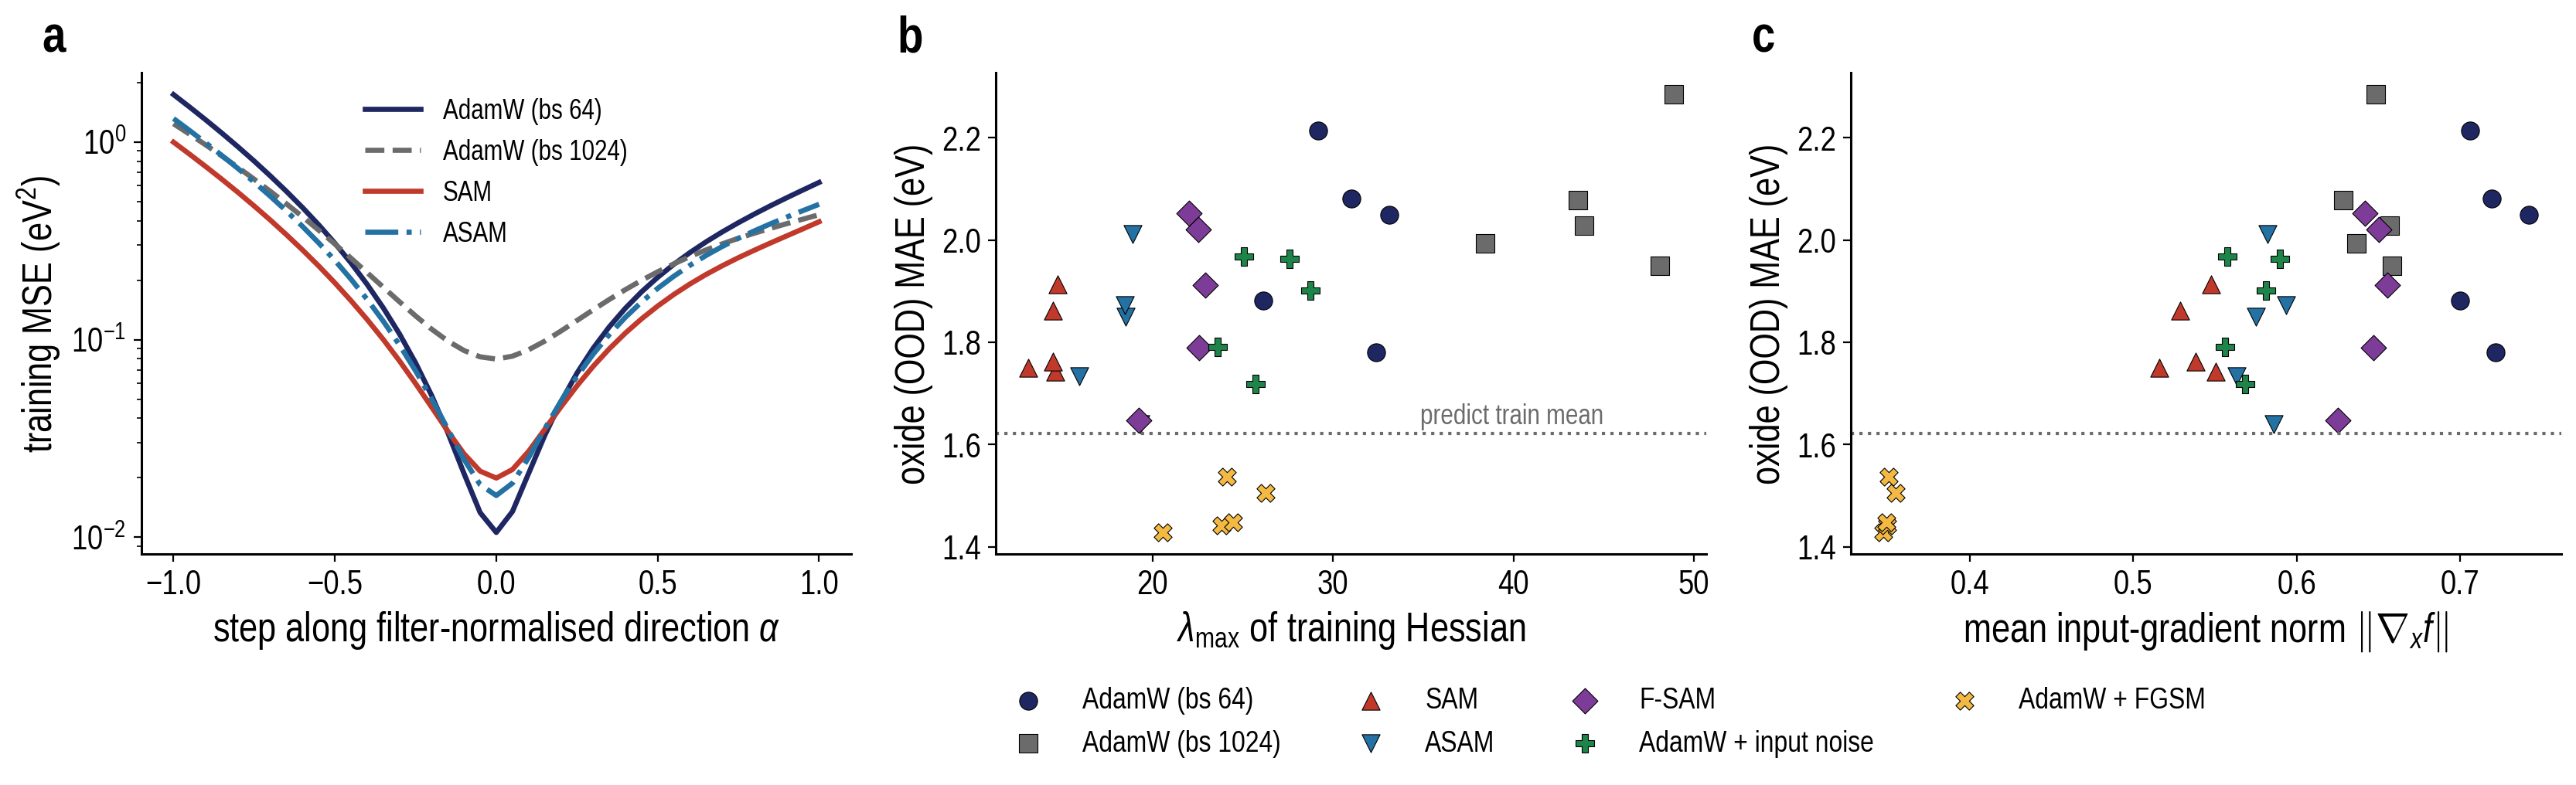 a
training MSE (eV²)
10⁰
10⁻¹
10⁻²
−1.0
−0.5
0.0
0.5
1.0
step along filter-normalised direction α
AdamW (bs 64)
AdamW (bs 1024)
SAM
ASAM
b
oxide (OOD) MAE (eV)
2.2
2.0
1.8
1.6
1.4
predict train mean
20
30
40
50
λmax of training Hessian
c
oxide (OOD) MAE (eV)
2.2
2.0
1.8
1.6
1.4
0.4
0.5
0.6
0.7
mean input-gradient norm ||∇ₓf||
AdamW (bs 64)
SAM
F-SAM
AdamW + FGSM
AdamW (bs 1024)
ASAM
AdamW + input noise